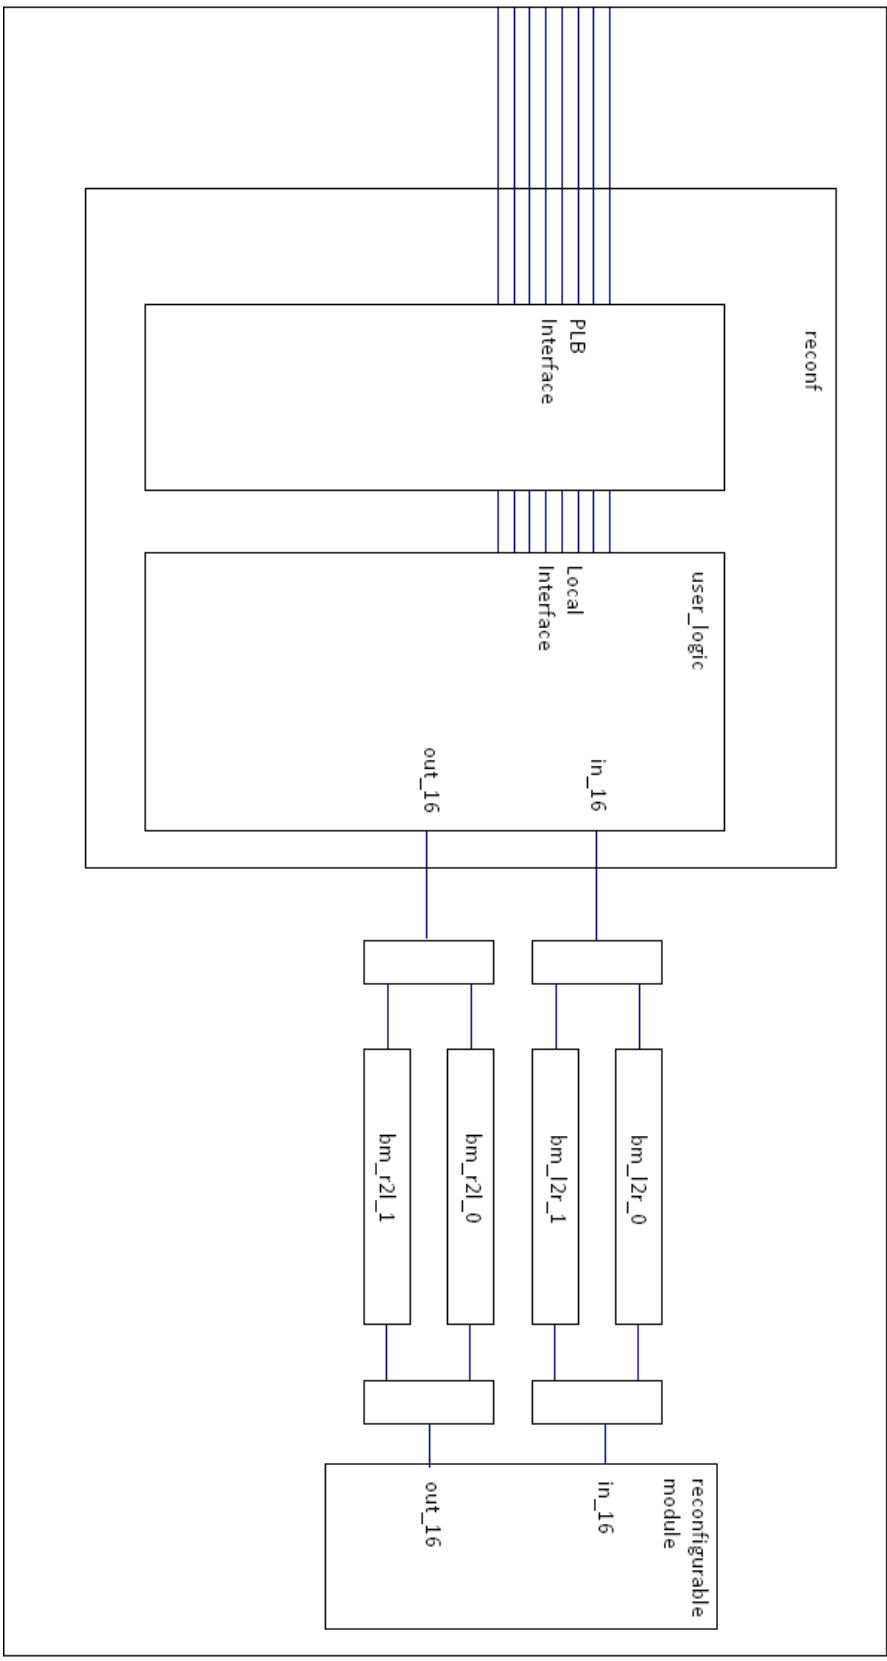 reconf
PLB
Interface
user_logic
Local
Interface
in_16
out_16
bm_l2r_0
bm_l2r_1
bm_r2l_0
bm_r2l_1
reconfigurable
module
in_16
out_16